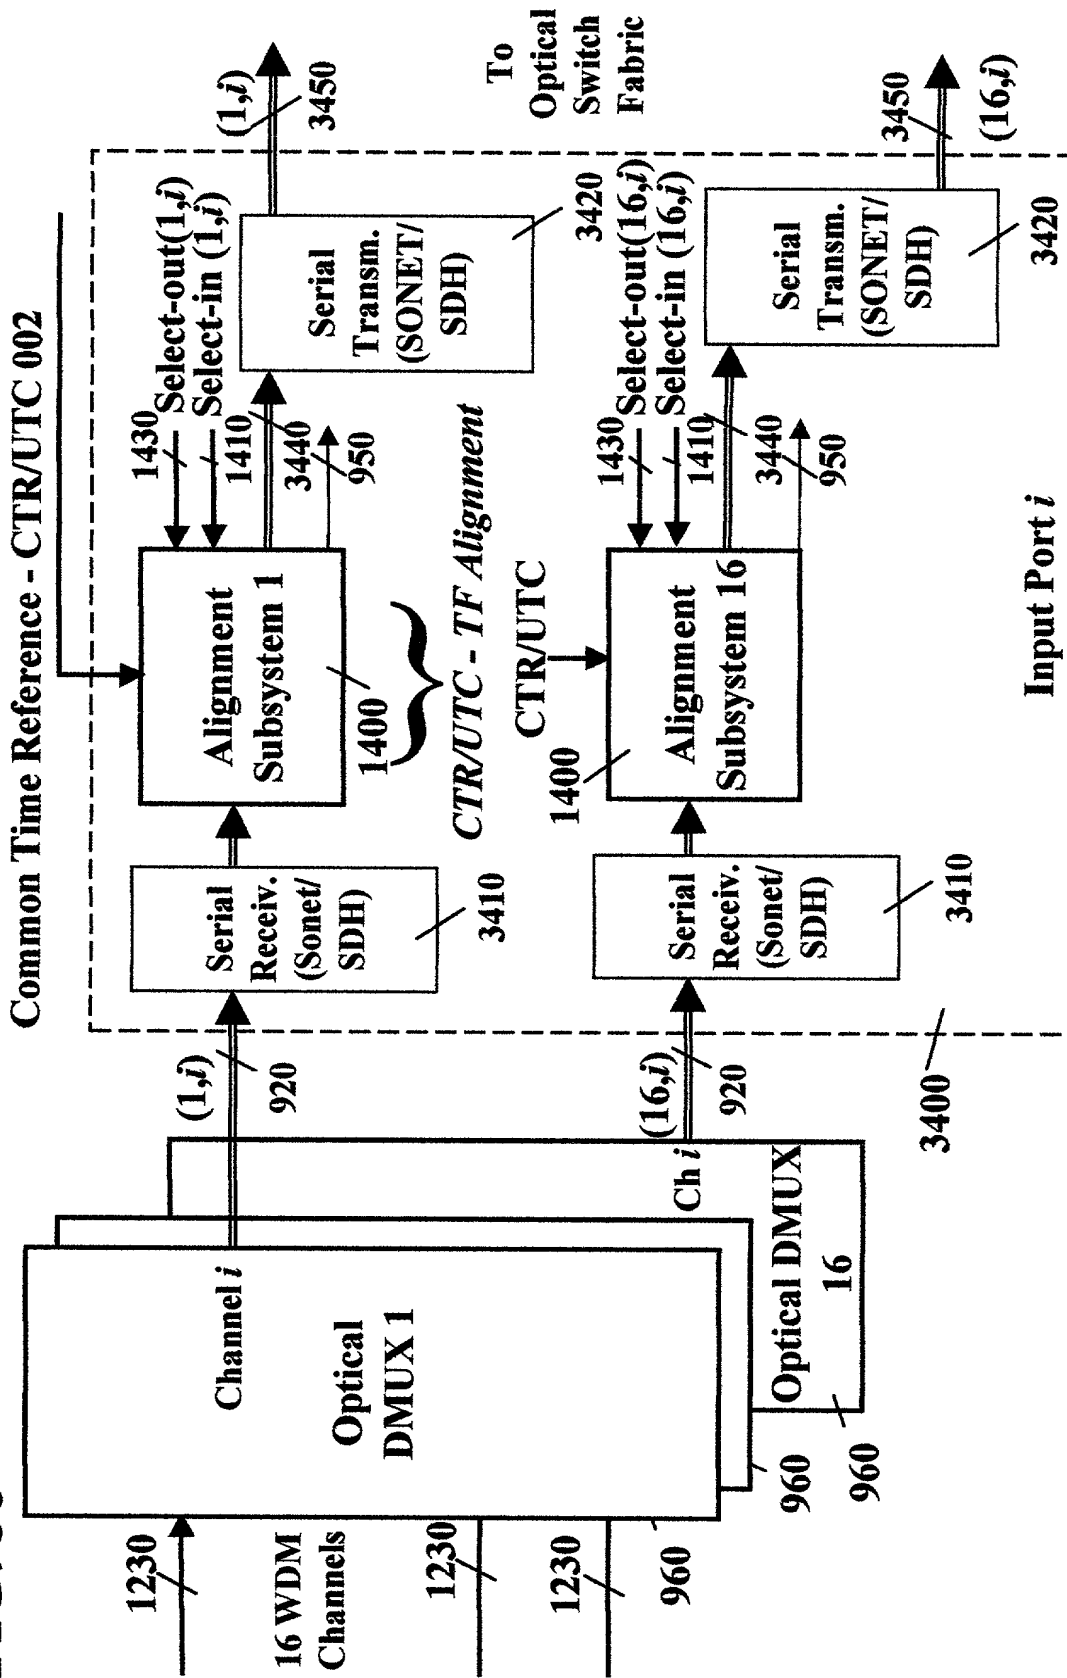 Common Time Reference - CTR/UTC 002
1230
16 WDM
Channels
1230
1230
960
960
960
Channel i
Optical
DMUX 1
Ch i
Optical DMUX
16
(1,i)
920
(16,i)
920
3400
Serial
Receiv.
(Sonet/
SDH)
3410
Serial
Receiv.
(Sonet/
SDH)
3410
Alignment
Subsystem 1
1400
CTR/UTC - TF Alignment
CTR/UTC
1400
Alignment
Subsystem 16
1430
Select-out(1,i)
Select-in (1,i)
1410
3440
950
1430
Select-out(16,i)
Select-in (16,i)
1410
3440
950
Serial
Transm.
(SONET/
SDH)
3420
Serial
Transm.
(SONET/
SDH)
3420
(1,i)
3450
To
Optical
Switch
Fabric
3450
(16,i)
Input Port i